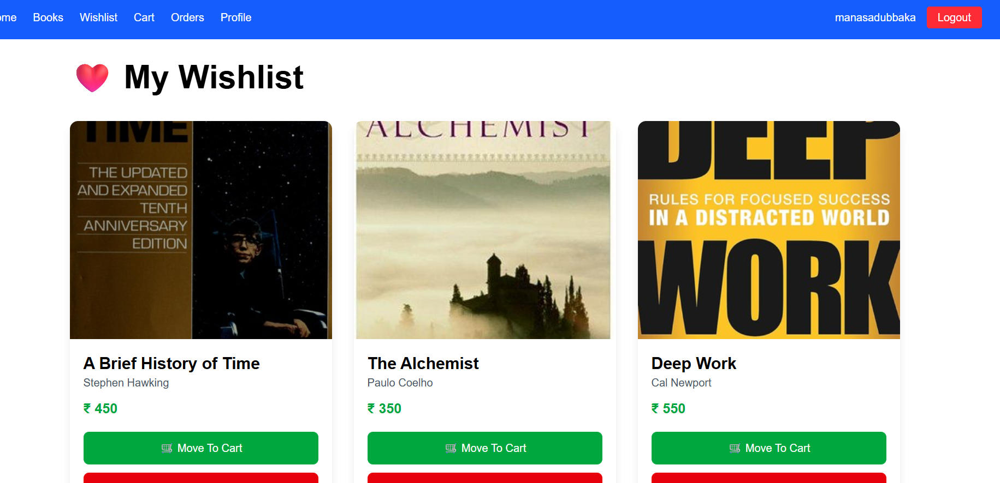 ome Books Wishlist Cart Orders Profile manasadubbaka Logout
My Wishlist
TIME
THE UPDATED
AND EXPANDED
TENTH
ANNIVERSARY
EDITION
ALCHEMIST
DEEP
RULES FOR FOCUSED SUCCESS
IN A DISTRACTED WORLD
WORK
A Brief History of Time
Stephen Hawking
₹ 450
Move To Cart
The Alchemist
Paulo Coelho
₹ 350
Move To Cart
Deep Work
Cal Newport
₹ 550
Move To Cart